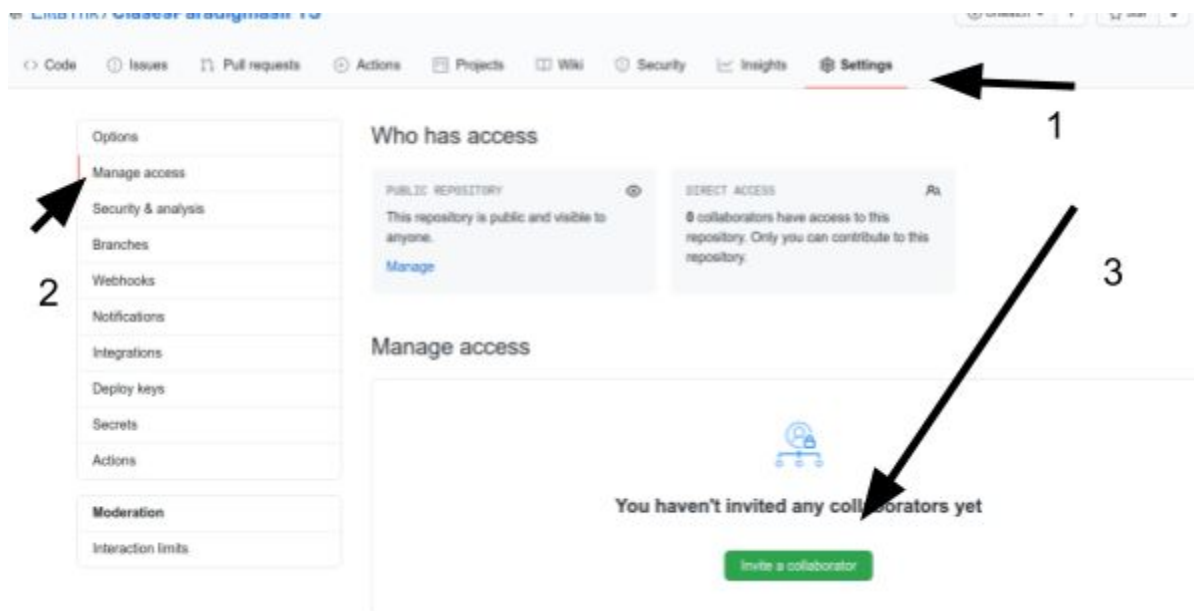 Code Issues Pull requests Actions Projects Wiki Security Insights Settings
1
Options
Manage access
Security & analysis
Branches
Webhooks
Notifications
Integrations
Deploy keys
Secrets
Actions
Moderation
Interaction limits
2
Who has access
PUBLIC REPOSITORY
This repository is public and visible to
anyone.
Manage
DIRECT ACCESS
0 collaborators have access to this
repository. Only you can contribute to this
repository.
3
Manage access
You haven't invited any collaborators yet
Invite a collaborator